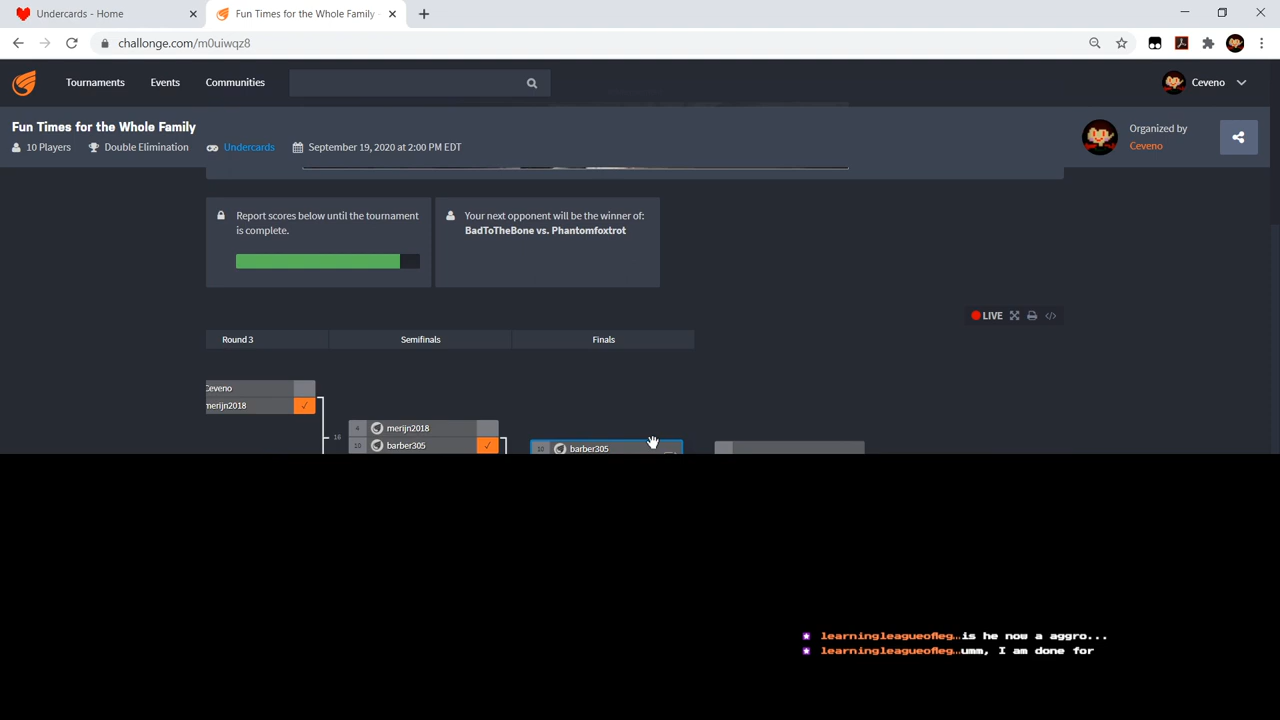 Undercards - Home
Fun Times for the Whole Family -
challonge.com/m0uiwqz8
Tournaments Events Communities
Ceveno
Fun Times for the Whole Family
10 Players Double Elimination Undercards September 19, 2020 at 2:00 PM EDT
Organized by
Ceveno
Report scores below until the tournament
is complete.
Your next opponent will be the winner of:
BadToTheBone vs. Phantomfoxtrot
LIVE
Round 3 Semifinals Finals
Ceveno
merijn2018
16
4 merijn2018
10 barber305
10 barber305
learningleagueofleg…is he now a aggro...
learningleagueofleg…umm, I am done for